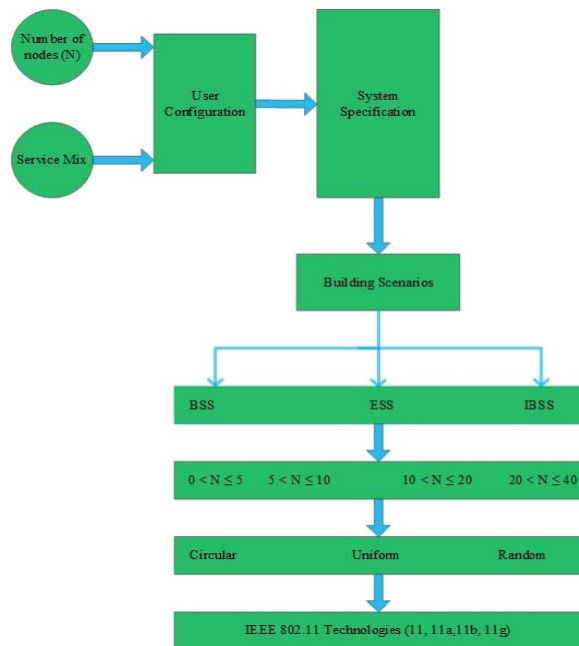 Number of
nodes (N)
User
Configuration
System
Specification
Service Mix
Building Scenarios
BSS ESS IBSS
0 < N ≤ 5 5 < N ≤ 10 10 < N ≤ 20 20 < N ≤ 40
Circular Uniform Random
IEEE 802.11 Technologies (11, 11a,11b, 11g)